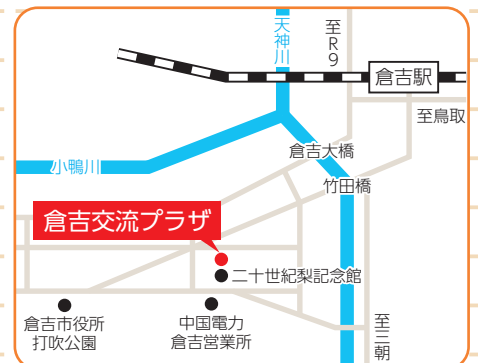 天神川
至R9
倉吉駅
至鳥取
倉吉大橋
小鴨川
竹田橋
倉吉交流プラザ
二十世紀梨記念館
倉吉市役所
打吹公園
中国電力
倉吉営業所
至三朝